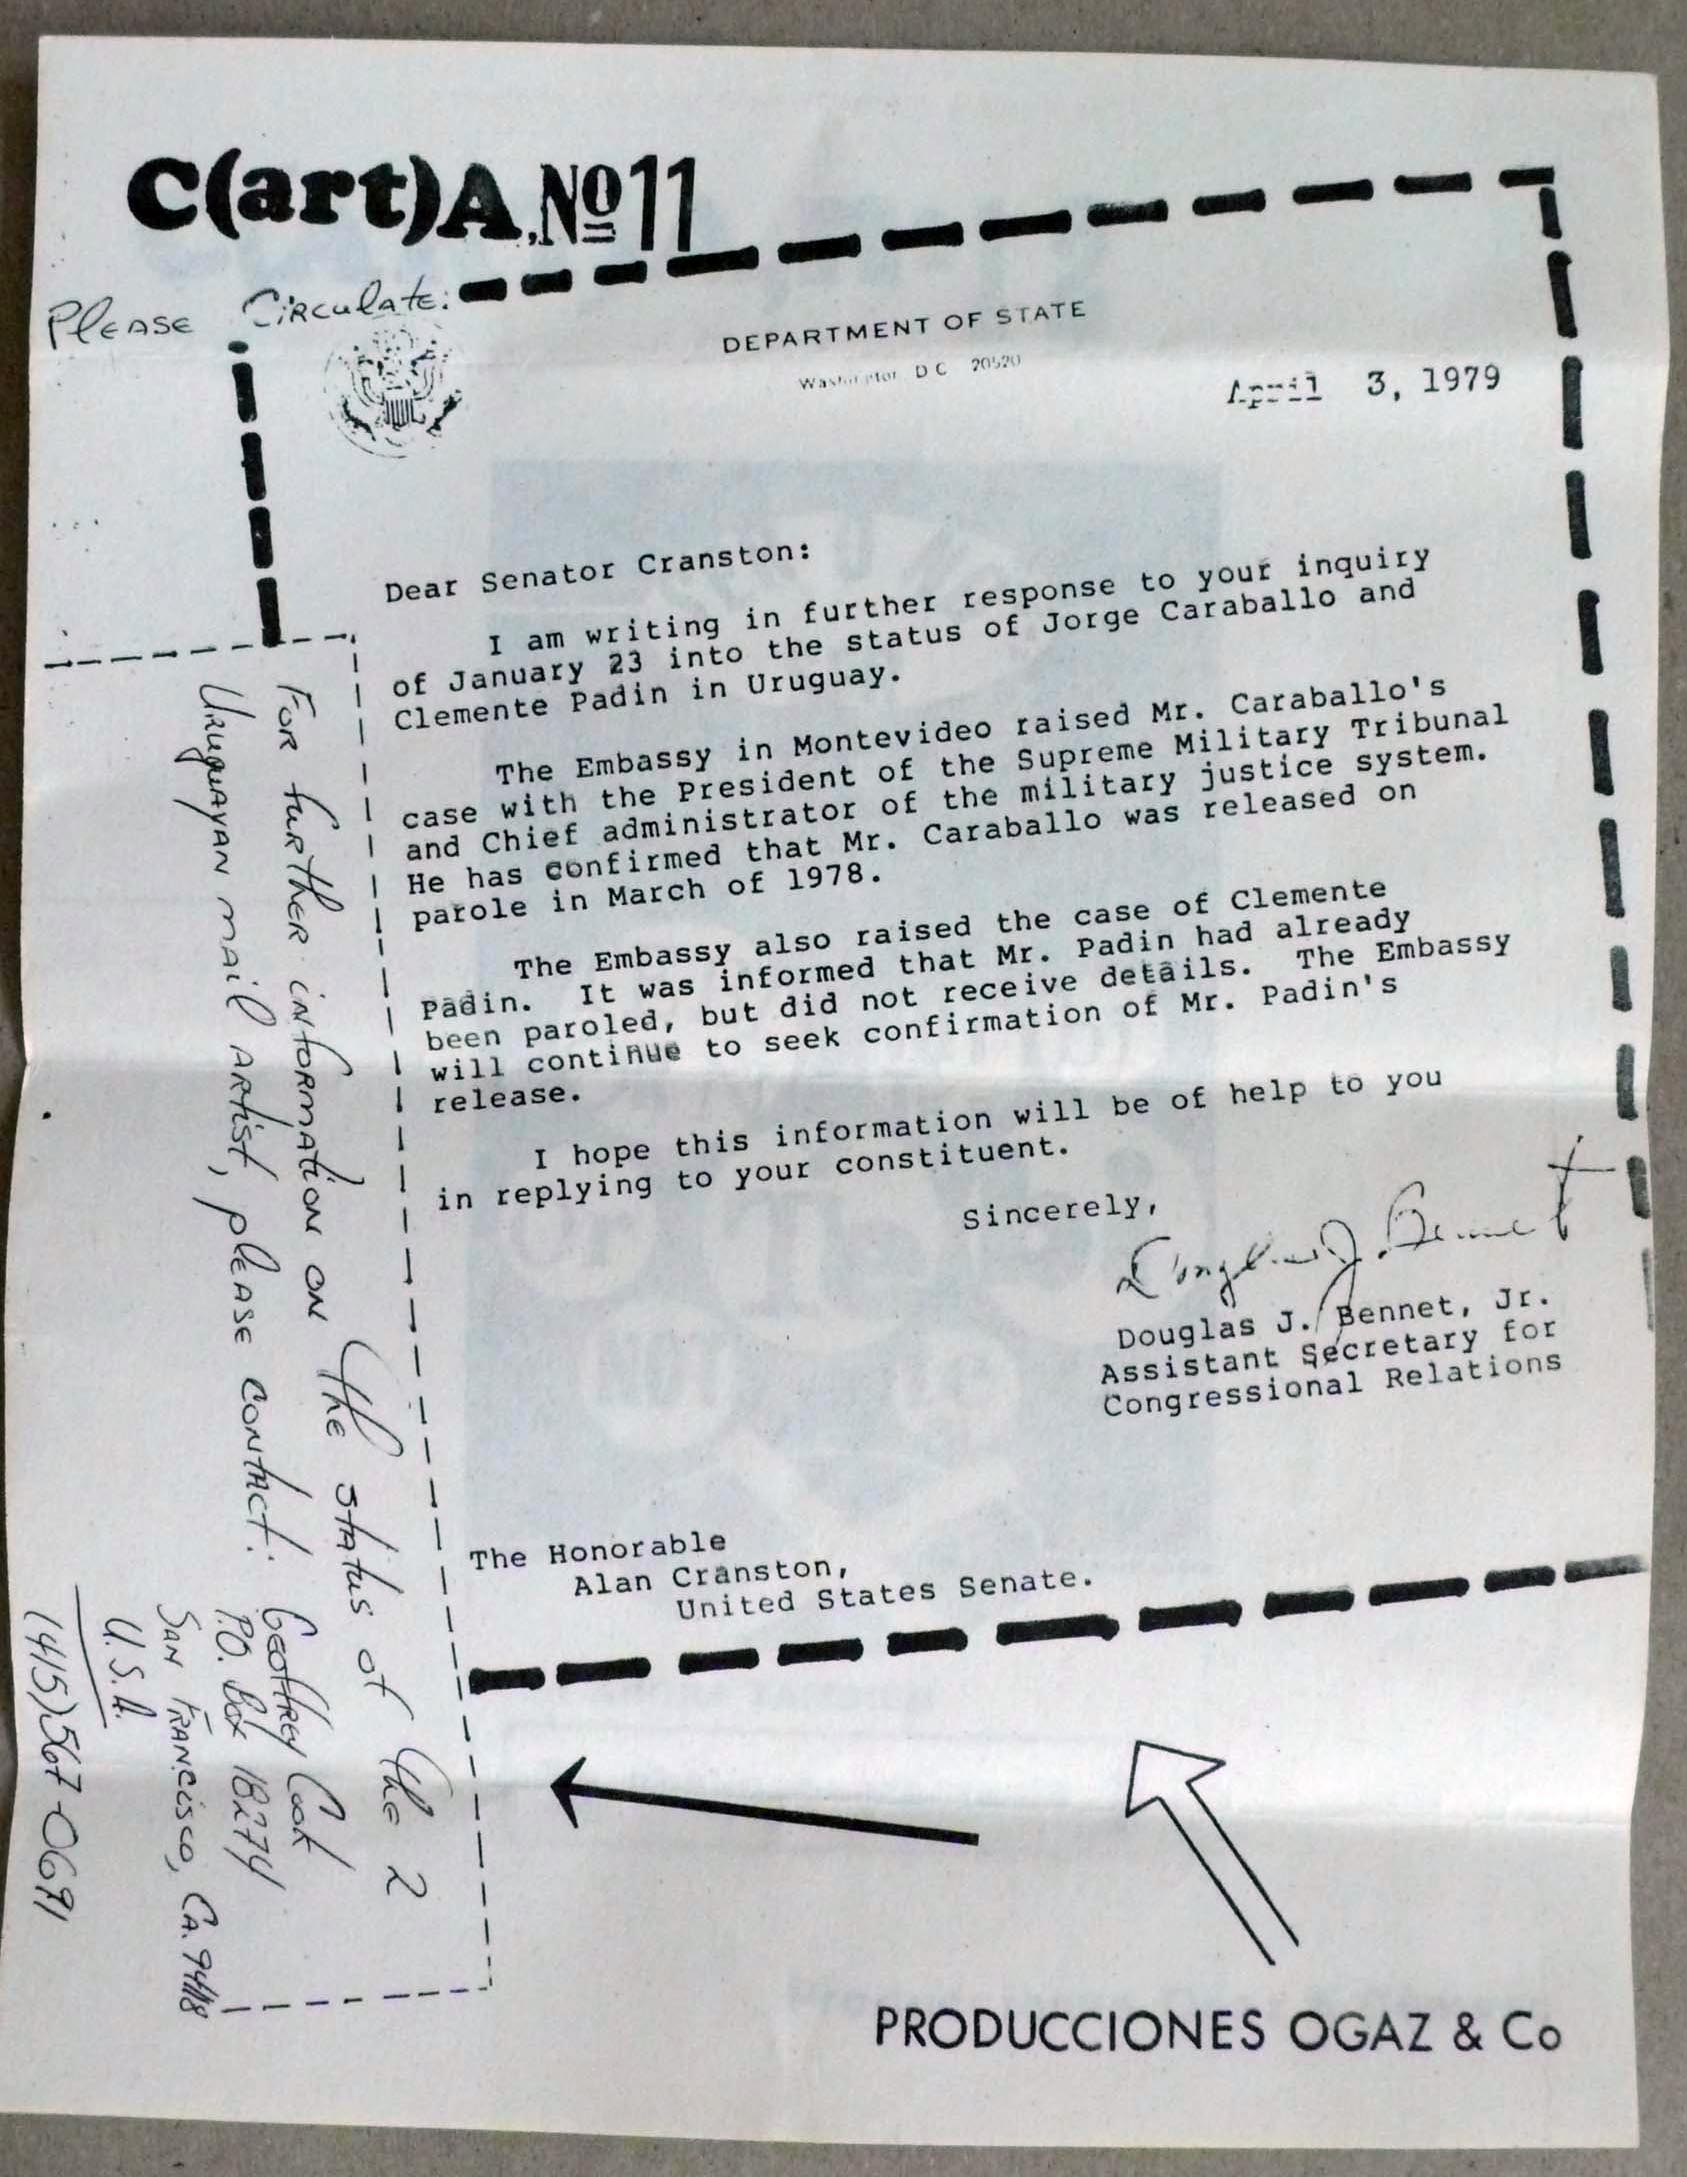 C(art)A, Nº 11
Please Circulate:
DEPARTMENT OF STATE
Washington D C 20520
April 3, 1979
Dear Senator Cranston:
I am writing in further response to your inquiry
of January 23 into the status of Jorge Caraballo and
Clemente Padin in Uruguay.
The Embassy in Montevideo raised Mr. Caraballo's
case with the President of the Supreme Military Tribunal
and Chief administrator of the military justice system.
He has confirmed that Mr. Caraballo was released on
parole in March of 1978.
The Embassy also raised the case of Clemente
Padin. It was informed that Mr. Padin had already
been paroled, but did not receive details. The Embassy
will continue to seek confirmation of Mr. Padin's
release.
I hope this information will be of help to you
in replying to your constituent.
Sincerely,
Douglas J. Bennet
Douglas J. Bennet, Jr.
Assistant Secretary for
Congressional Relations
The Honorable
Alan Cranston,
United States Senate.
For further information on the status of the 2
Uruguayan mail artist, please contact:
Geoffrey Cook
P.O. Box 18274
San Francisco, CA. 94118
U.S.A.
(415) 567-0691
PRODUCCIONES OGAZ & Co